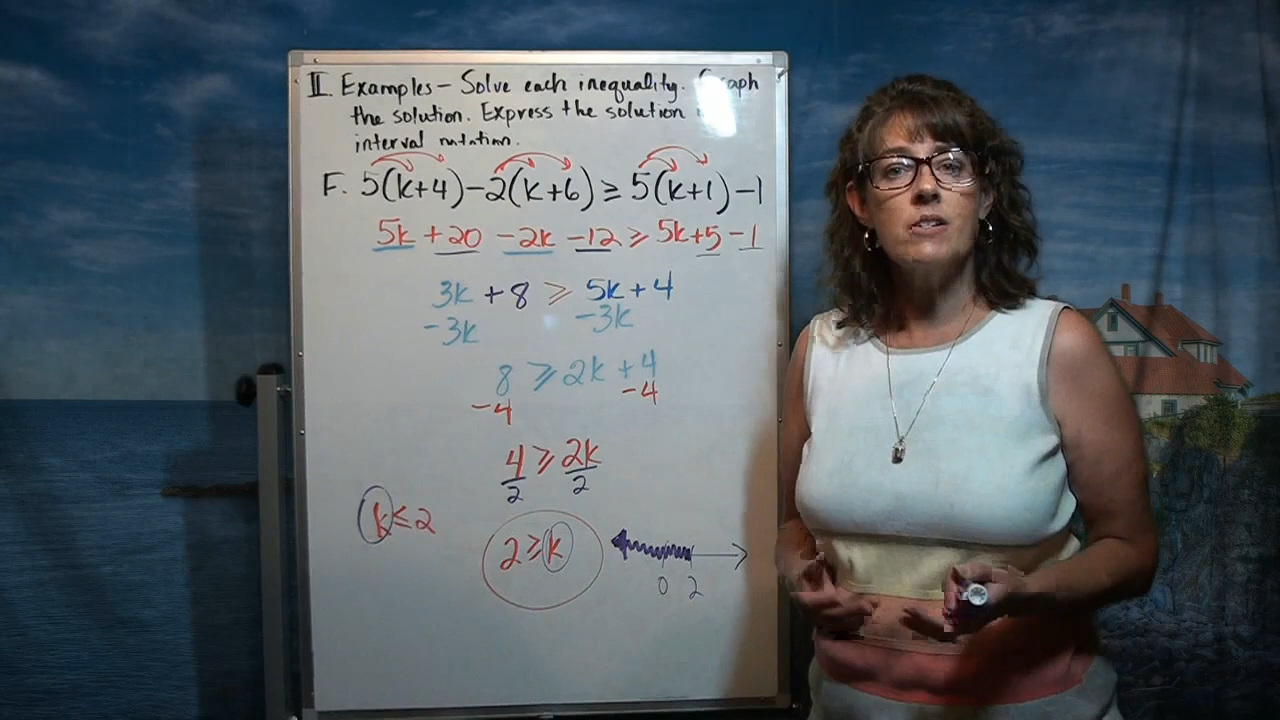 II. Examples - Solve each inequality. Graph
the solution. Express the solution
interval notation.
F. 5(k+4)-2(k+6) ≥ 5(k+1)-1
5k +20 -2k -12 ≥ 5k+5 -1
3k + 8 ≥ 5k + 4
-3k -3k
8 ≥ 2k + 4
-4 -4
4 ≥ 2k
2 2
k ≤ 2
2 ≥ k
0 2